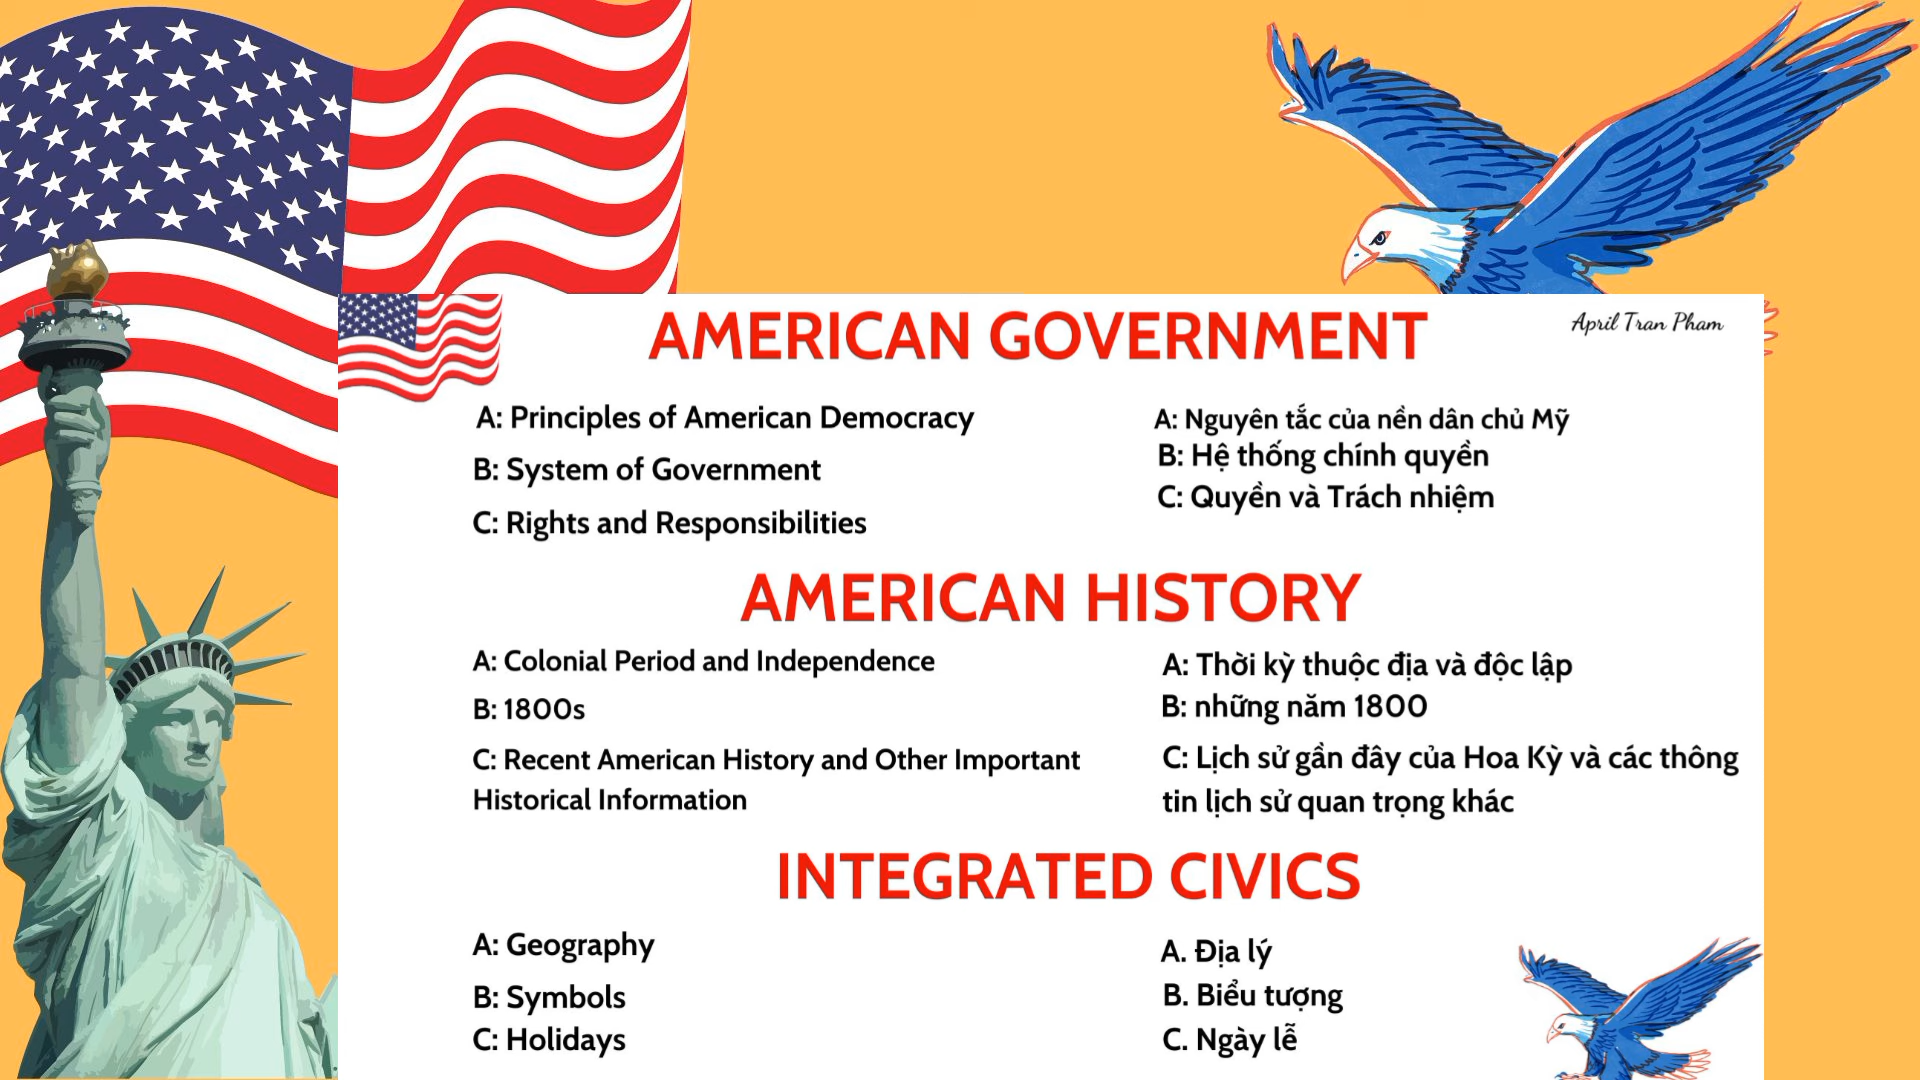 AMERICAN GOVERNMENT
April Tran Pham
A: Principles of American Democracy
B: System of Government
C: Rights and Responsibilities
A: Nguyên tắc của nền dân chủ Mỹ
B: Hệ thống chính quyền
C: Quyền và Trách nhiệm
AMERICAN HISTORY
A: Colonial Period and Independence
B: 1800s
C: Recent American History and Other Important
Historical Information
A: Thời kỳ thuộc địa và độc lập
B: những năm 1800
C: Lịch sử gần đây của Hoa Kỳ và các thông
tin lịch sử quan trọng khác
INTEGRATED CIVICS
A: Geography
B: Symbols
C: Holidays
A. Địa lý
B. Biểu tượng
C. Ngày lễ